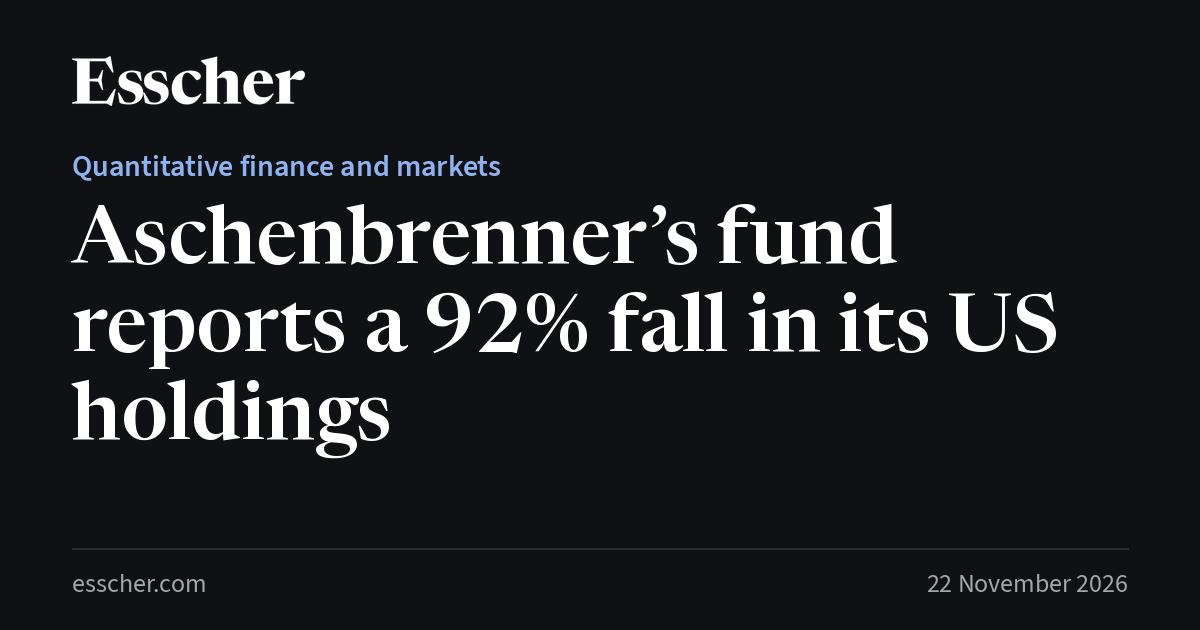 Esscher
Quantitative finance and markets
Aschenbrenner’s fund
reports a 92% fall in its US
holdings
esscher.com
22 November 2026